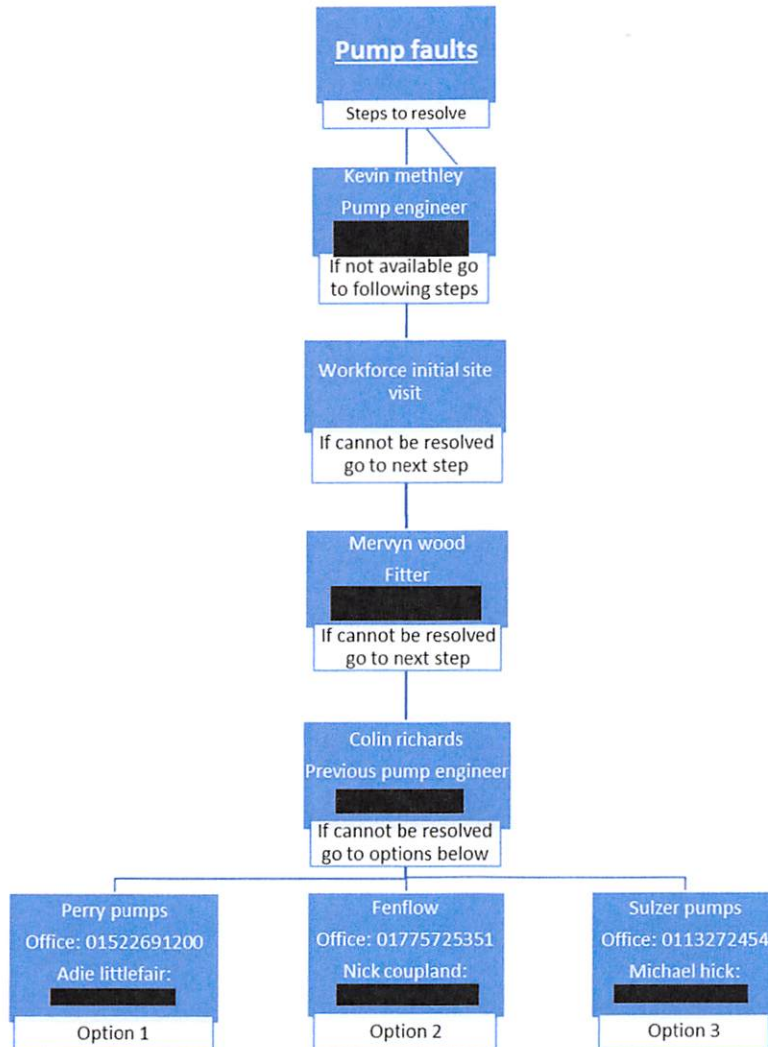 Pump faults
Steps to resolve
Kevin methley
Pump engineer
If not available go
to following steps
Workforce initial site
visit
If cannot be resolved
go to next step
Mervyn wood
Fitter
If cannot be resolved
go to next step
Colin richards
Previous pump engineer
If cannot be resolved
go to options below
Perry pumps
Office: 01522691200
Adie littlefair:
Option 1
Fenflow
Office: 01775725351
Nick coupland:
Option 2
Sulzer pumps
Office: 0113272454
Michael hick:
Option 3